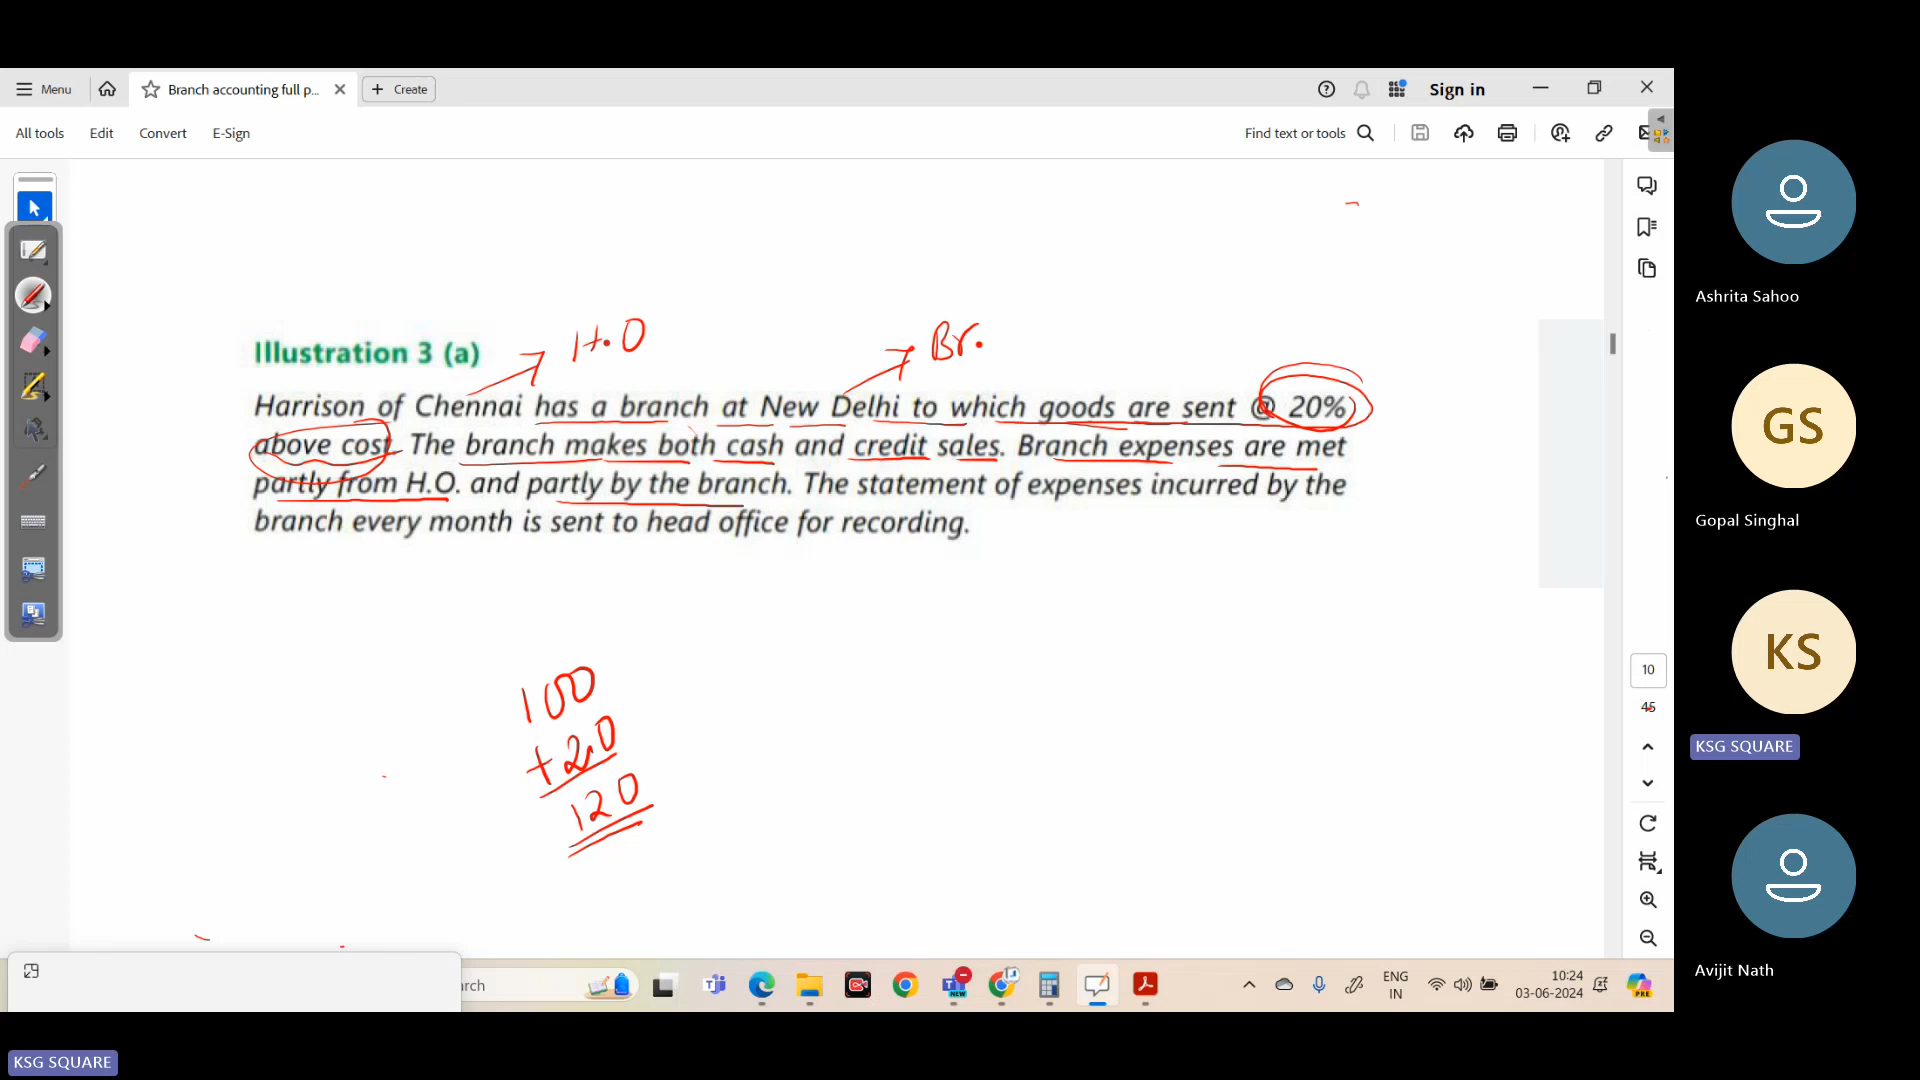 Menu
Branch accounting full p...
Create
Sign in
All tools
Edit
Convert
E-Sign
Find text or tools
H.O
Br.
Illustration 3 (a)
Harrison of Chennai has a branch at New Delhi to which goods are sent @ 20%
above cost. The branch makes both cash and credit sales. Branch expenses are met
partly from H.O. and partly by the branch. The statement of expenses incurred by the
branch every month is sent to head office for recording.
100
+20
120
10
45
Ashrita Sahoo
GS
Gopal Singhal
KS
KSG SQUARE
Avijit Nath
arch
NEW
ENG
IN
10:24
03-06-2024
PRE
KSG SQUARE